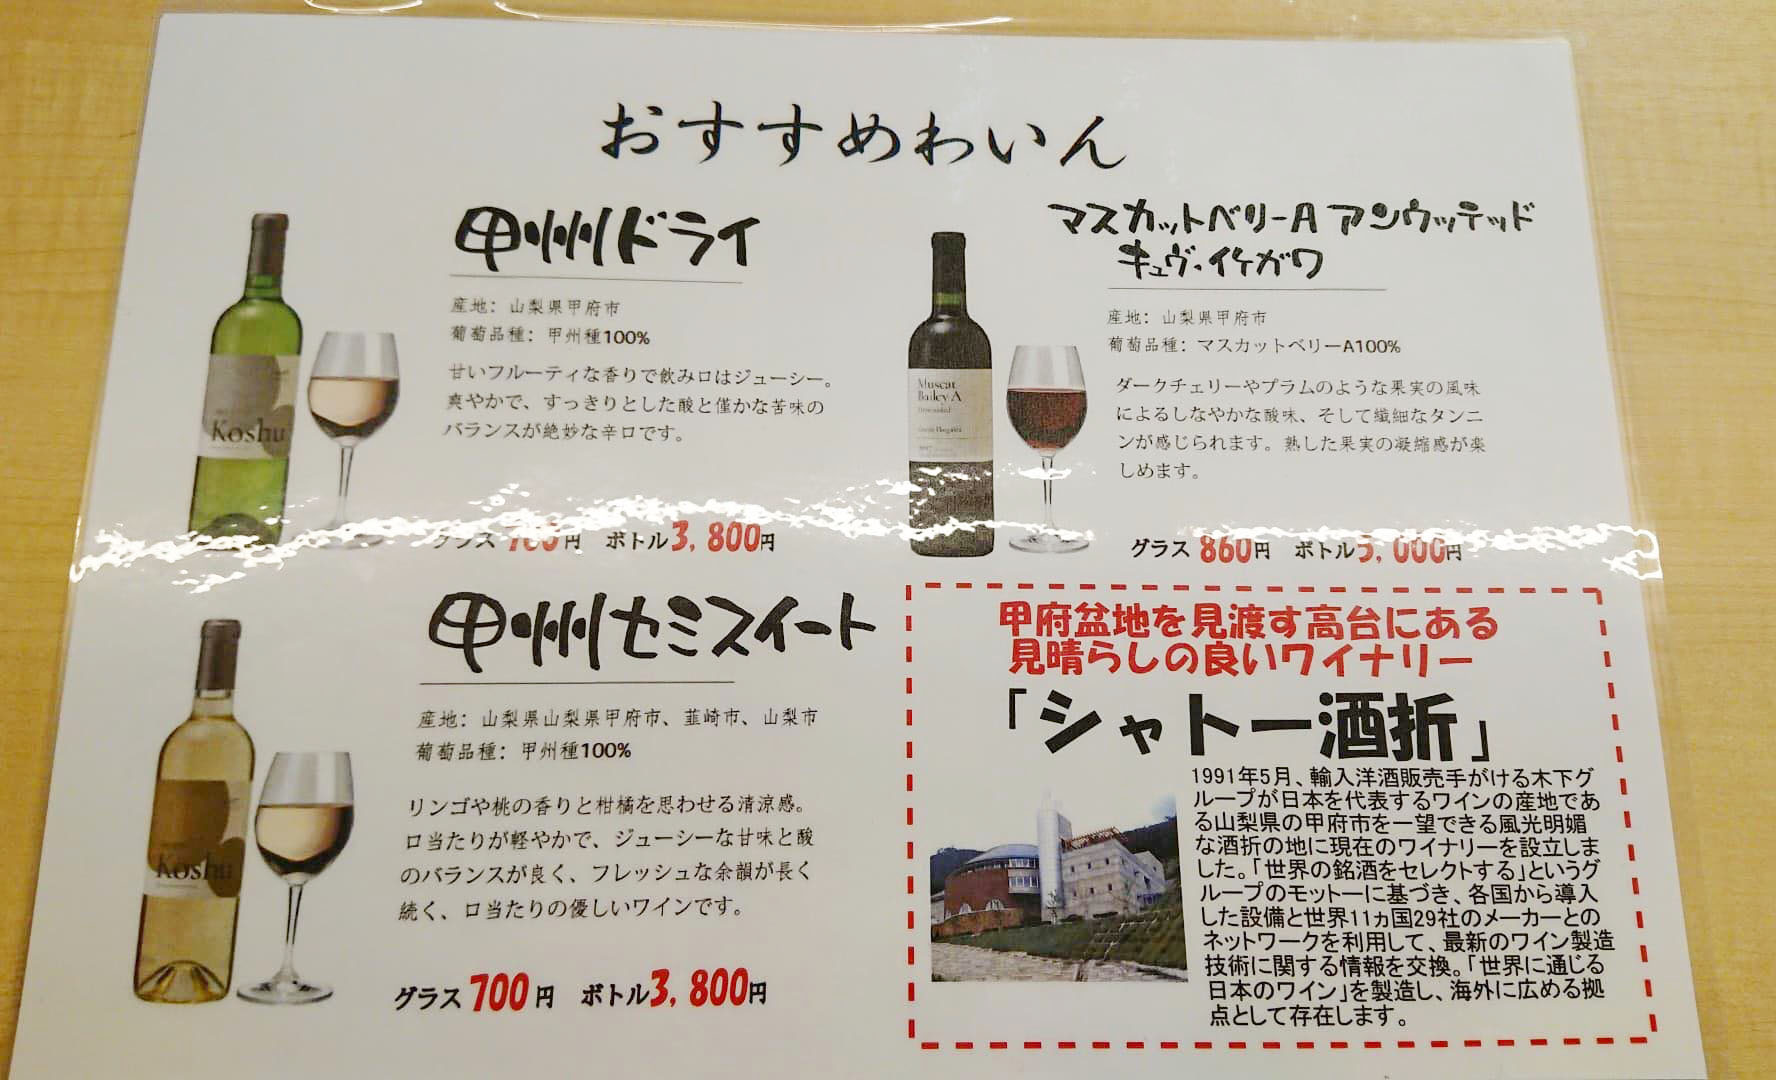 おすすめわいん
甲州ドライ
産地：山梨県甲府市
葡萄品種：甲州種100%
甘いフルーティな香りで飲み口はジューシー。
爽やかで、すっきりとした酸と僅かな苦味の
バランスが絶妙な辛口です。
グラス 700円 ボトル3,800円
Koshu
マスカットベリーA アンウッデッド
キュヴ・イケガワ
産地：山梨県甲府市
葡萄品種：マスカットベリーA100%
ダークチェリーやプラムのような果実の風味
によるしなやかな酸味、そして繊細なタンニ
ンが感じられます。熟した果実の凝縮感が楽
しめます。
グラス 860円 ボトル5,000円
Muscat
Bailey A
甲州セミスイート
産地：山梨県山梨県甲府市、韮崎市、山梨市
葡萄品種：甲州種100%
リンゴや桃の香りと柑橘を思わせる清涼感。
口当たりが軽やかで、ジューシーな甘味と酸
のバランスが良く、フレッシュな余韻が長く
続く、口当たりの優しいワインです。
グラス 700円 ボトル3,800円
Koshu
甲府盆地を見渡す高台にある
見晴らしの良いワイナリー
「シャトー酒折」
1991年5月、輸入洋酒販売手がける木下グ
ループが日本を代表するワインの産地であ
る山梨県の甲府市を一望できる風光明媚
な酒折の地に現在のワイナリーを設立しま
した。「世界の銘酒をセレクトする」というグ
ループのモットーに基づき、各国から導入
した設備と世界11ヵ国29社のメーカーとの
ネットワークを利用して、最新のワイン製造
技術に関する情報を交換。「世界に通じる
日本のワイン」を製造し、海外に広める拠
点として存在します。